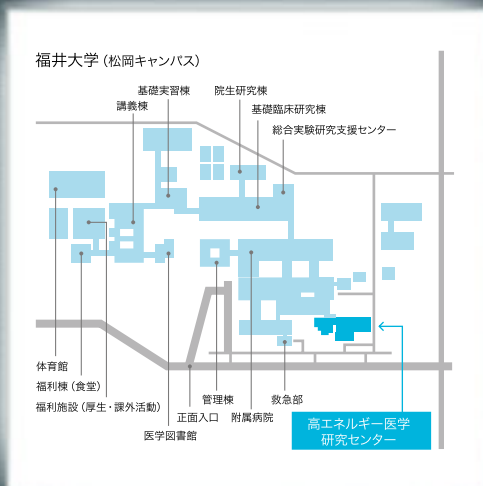 福井大学（松岡キャンパス）
基礎実習棟
院生研究棟
講義棟
基礎臨床研究棟
総合実験研究支援センター
体育館
福利棟（食堂）
福利施設（厚生・課外活動）
管理棟
救急部
正面入口
附属病院
医学図書館
高エネルギー医学
研究センター